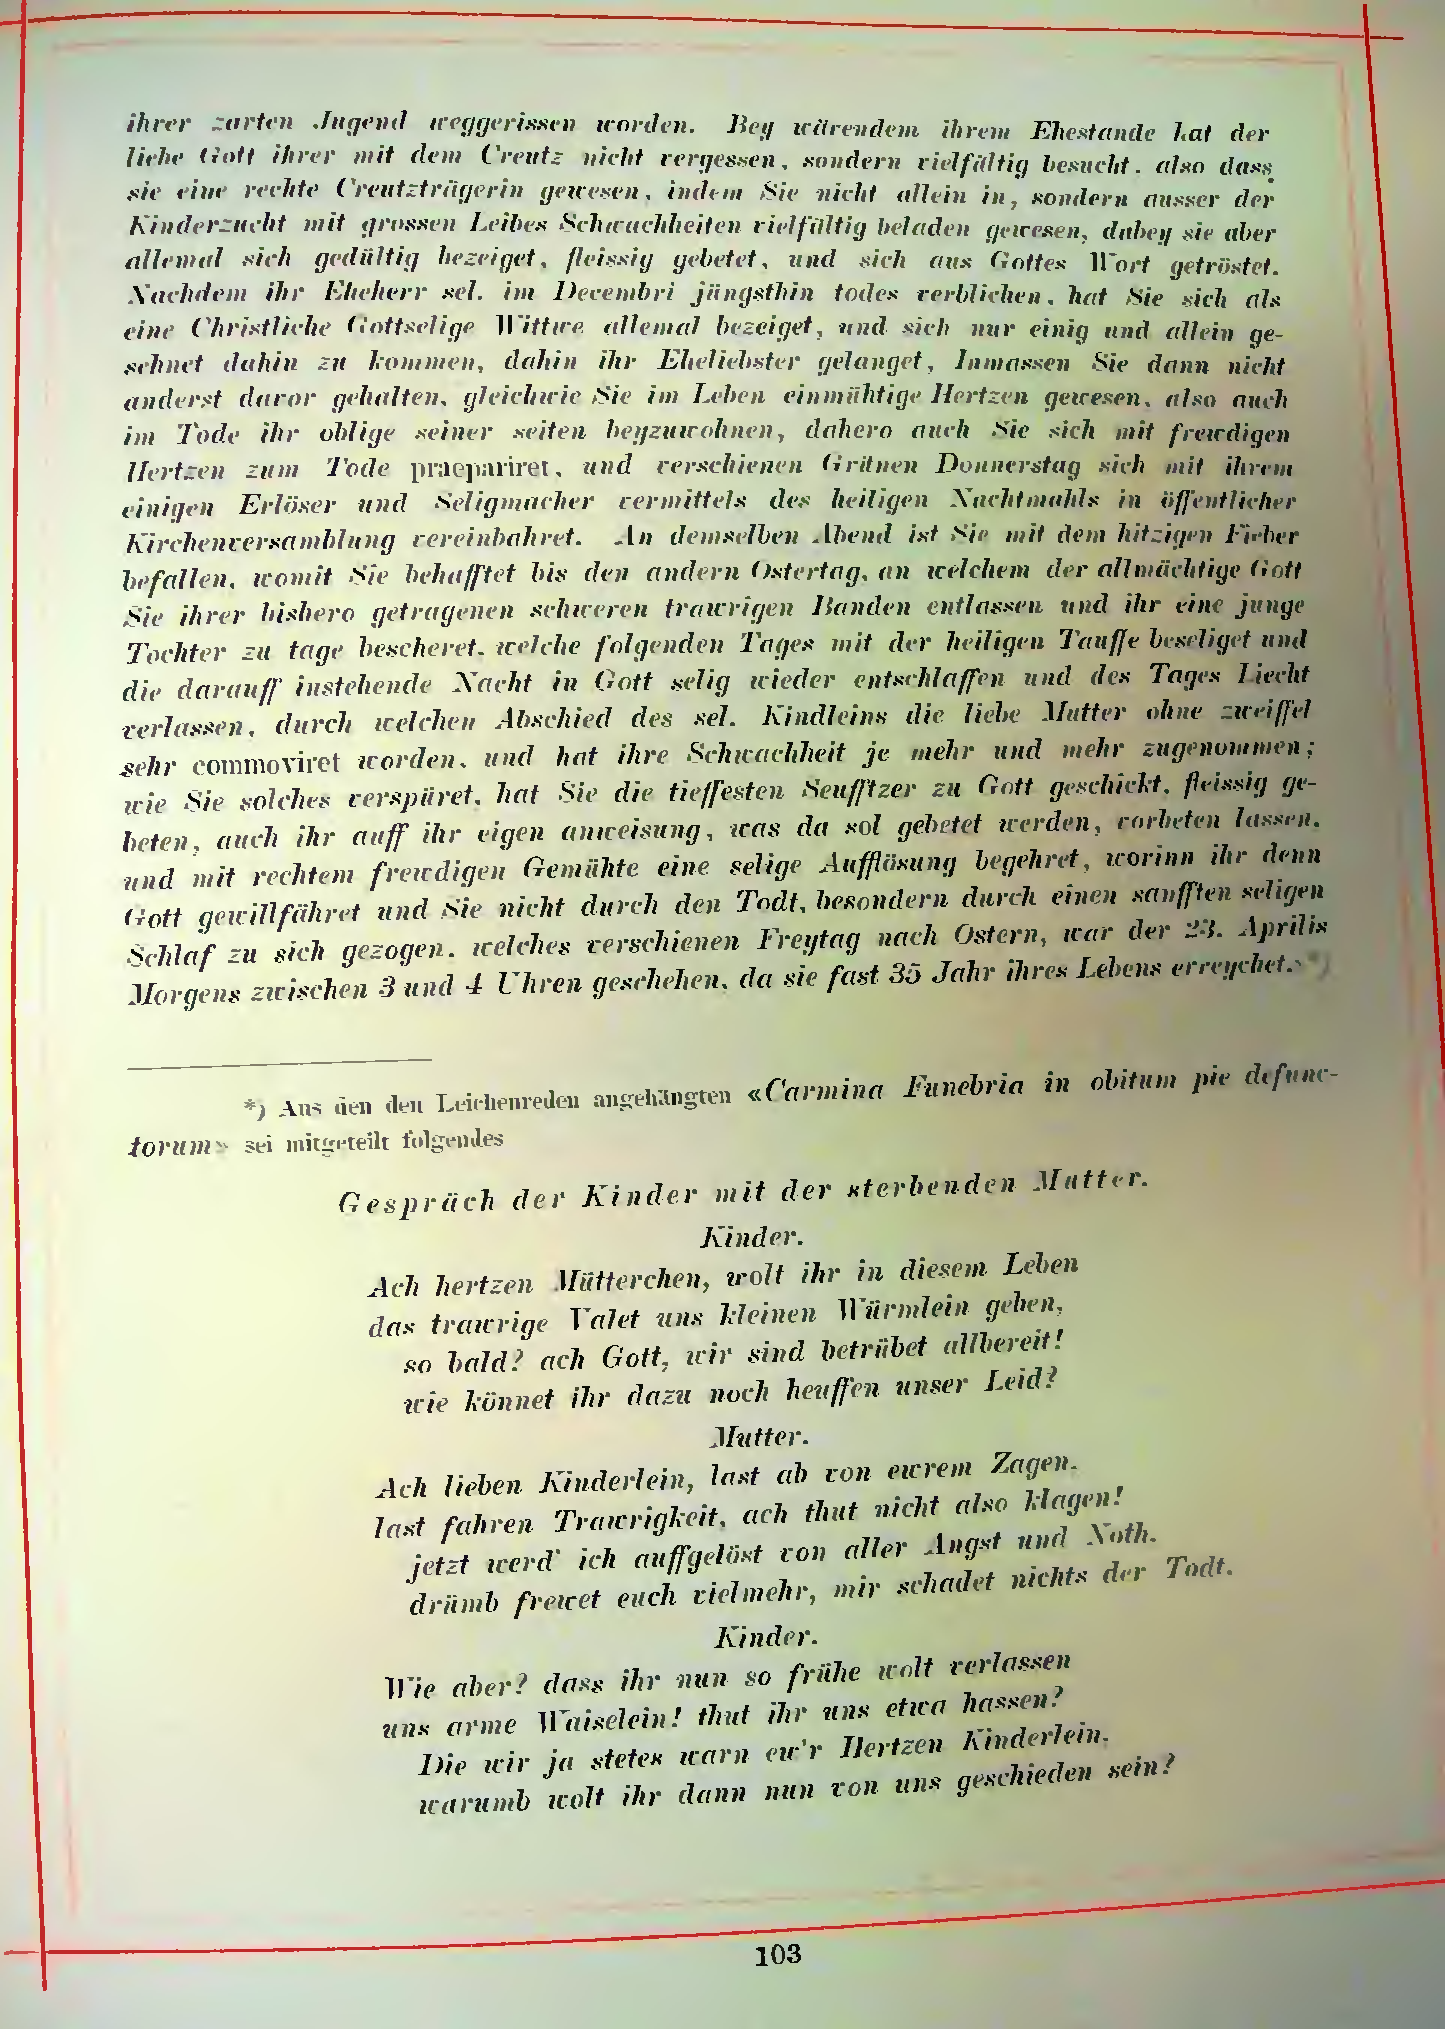 ihrer zarten Jugend weggerissen worden. Bey wärendem ihrem Ehestande hat der
liebe Gott ihrer mit dem Creutz nicht vergessen, sondern vielfältig besucht, also dass
sie eine rechte Creutzträgerin gewesen, indem Sie nicht allein in, sondern ausser der
Kinderzucht mit grossen Leibes Schwachheiten vielfältig beladen gewesen, dabey sie aber
allemal sich gedültig bezeiget, fleissig gebetet, und sich aus Gottes Wort getröstet.
Nachdem ihr Eheherr sel. im Decembri jüngsthin todes verblichen, hat Sie sich als
eine Christliche Gottselige Wittwe allemal bezeiget, und sich nur einig und allein ge-
sehnet dahin zu kommen, dahin ihr Eheliebster gelanget, Inmassen Sie dann nicht
anderst darvor gehalten, gleichwie Sie im Leben einmühtige Hertzen gewesen, also auch
im Tode ihr oblige seiner seiten beyzuwohnen, dahero auch Sie sich mit frewdigen
Hertzen zum Tode praepariret, und verschienen Grünen Donnerstag sich mit ihrem
einigen Erlöser und Seligmacher vermittels des heiligen Nachtmahls in öffentlicher
Kirchenversamblung vereinbahret. An demselben Abend ist Sie mit dem hitzigen Fieber
befallen, womit Sie behafftet bis den andern Ostertag, an welchem der allmächtige Gott
Sie ihrer bishero getragenen schweren trawrigen Banden entlassen und ihr eine junge
Tochter zu tage bescheret, welche folgenden Tages mit der heiligen Tauffe beseliget und
die darauff instehende Nacht in Gott selig wieder entschlaffen und des Tages Liecht
verlassen, durch welchen Abschied des sel. Kindleins die liebe Mutter ohne zweiffel
sehr commoviret worden, und hat ihre Schwachheit je mehr und mehr zugenommen;
wie Sie solches verspüret, hat Sie die tieffesten Seufftzer zu Gott geschickt, fleissig ge-
beten, auch ihr auff ihr eigen anweisung, was da sol gebetet werden, vorbeten lassen,
und mit rechtem frewdigen Gemühte eine selige Aufflösung begehret, worinn ihr denn
Gott gewillfähret und Sie nicht durch den Todt, besondern durch einen sanfften seligen
Schlaf zu sich gezogen, welches verschienen Freytag nach Ostern, war der 23. Aprilis
Morgens zwischen 3 und 4 Uhren geschehen, da sie fast 35 Jahr ihres Lebens erreychet.*)
*) Aus den den Leichenreden angehängten «Carmina Funebria in obitum pie defunc-
torum» sei mitgeteilt folgendes
Gespräch der Kinder mit der sterbenden Mutter.
Kinder.
Ach hertzen Mütterchen, wolt ihr in diesem Leben
das trawrige Valet uns kleinen Würmlein geben,
so bald? ach Gott, wir sind betrübet allbereit!
wie könnet ihr dazu noch heuffen unser Leid?
Mutter.
Ach lieben Kinderlein, last ab von ewrem Zagen,
last fahren Trawrigkeit, ach thut nicht also klagen!
jetzt werd' ich auffgelöst von aller Angst und Noth,
drümb frewet euch vielmehr, mir schadet nichts der Todt.
Kinder.
Wie aber? dass ihr nun so frühe wolt verlassen
uns arme Waiselein! thut ihr uns etwa hassen?
Die wir ja stetes warn ew'r Hertzen Kinderlein,
warumb wolt ihr dann nun von uns geschieden sein?
103